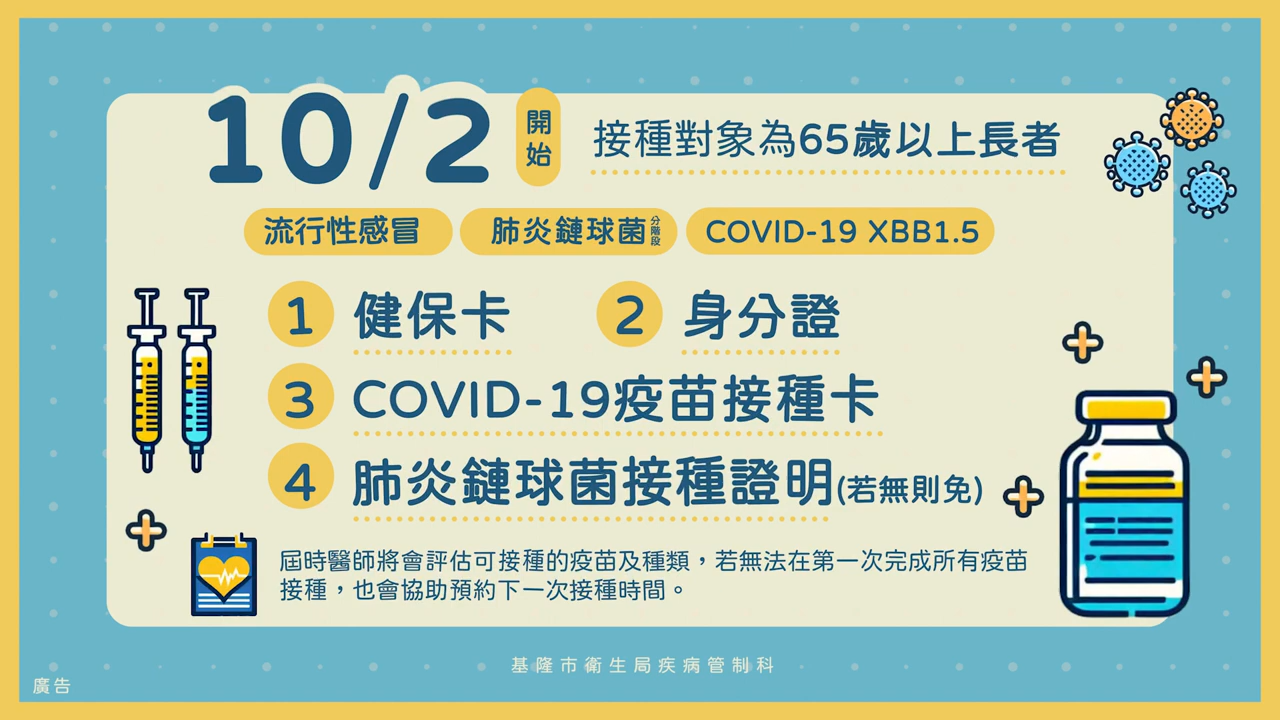 10/2 開始 接種對象為65歲以上長者
流行性感冒 肺炎鏈球菌分階段 COVID-19 XBB1.5
1 健保卡 2 身分證
3 COVID-19疫苗接種卡
4 肺炎鏈球菌接種證明(若無則免)
屆時醫師將會評估可接種的疫苗及種類，若無法在第一次完成所有疫苗
接種，也會協助預約下一次接種時間。
基隆市衛生局疾病管制科
廣告